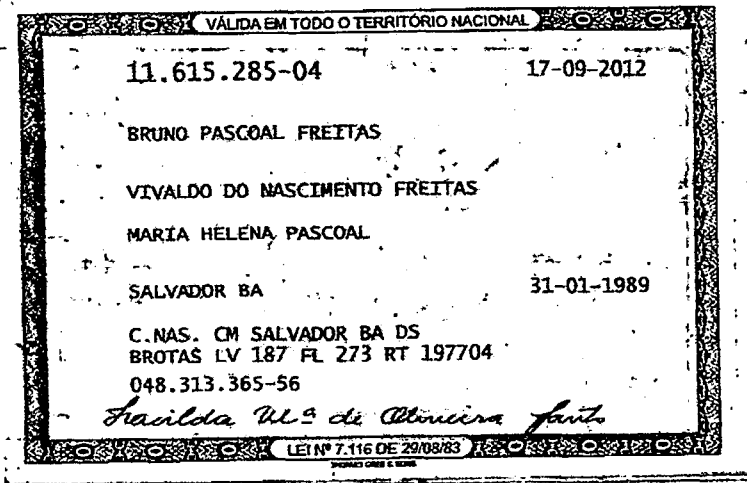 VÁLIDA EM TODO O TERRITÓRIO NACIONAL
11.615.285-04 17-09-2012
BRUNO PASCOAL FREITAS
VIVALDO DO NASCIMENTO FREITAS
MARIA HELENA PASCOAL
SALVADOR BA 31-01-1989
C.NAS. CM SALVADOR BA DS
BROTAS LV 187 FL 273 RT 197704
048.313.365-56
de
LEI Nº 7.116 DE 29/08/83